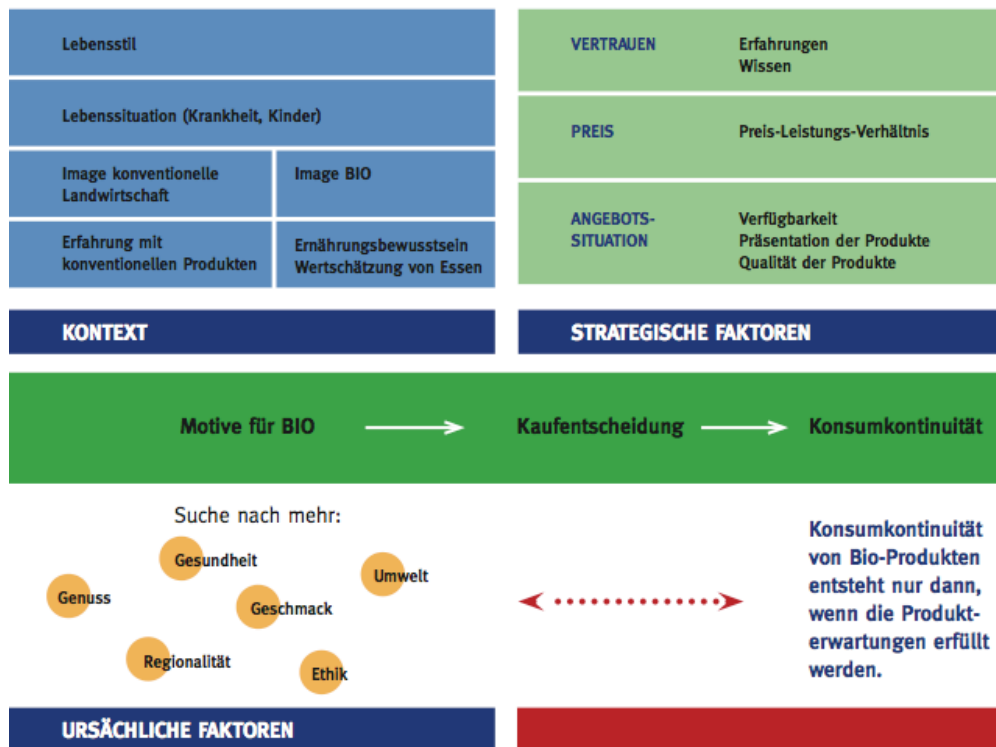 Lebensstil
Lebenssituation (Krankheit, Kinder)
Image konventionelle
Landwirtschaft
Image BIO
Erfahrung mit
konventionellen Produkten
Ernährungsbewusstsein
Wertschätzung von Essen
KONTEXT
VERTRAUEN
Erfahrungen
Wissen
PREIS
Preis-Leistungs-Verhältnis
ANGEBOTS-
SITUATION
Verfügbarkeit
Präsentation der Produkte
Qualität der Produkte
STRATEGISCHE FAKTOREN
Motive für BIO
Kaufentscheidung
Konsumkontinuität
Suche nach mehr:
Gesundheit
Umwelt
Genuss
Geschmack
Regionalität
Ethik
URSÄCHLICHE FAKTOREN
Konsumkontinuität
von Bio-Produkten
entsteht nur dann,
wenn die Produkt-
erwartungen erfüllt
werden.